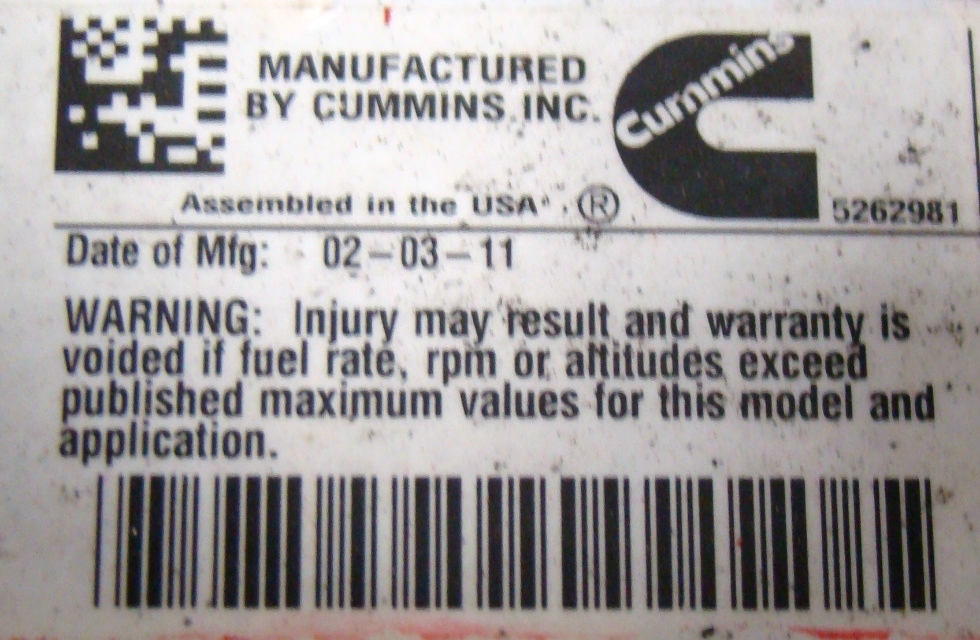 MANUFACTURED
BY CUMMINS INC.
Cummins
Assembled in the USA ®
5262981
Date of Mfg: 02-03-11
WARNING: Injury may result and warranty is
voided if fuel rate, rpm or altitudes exceed
published maximum values for this model and
application.